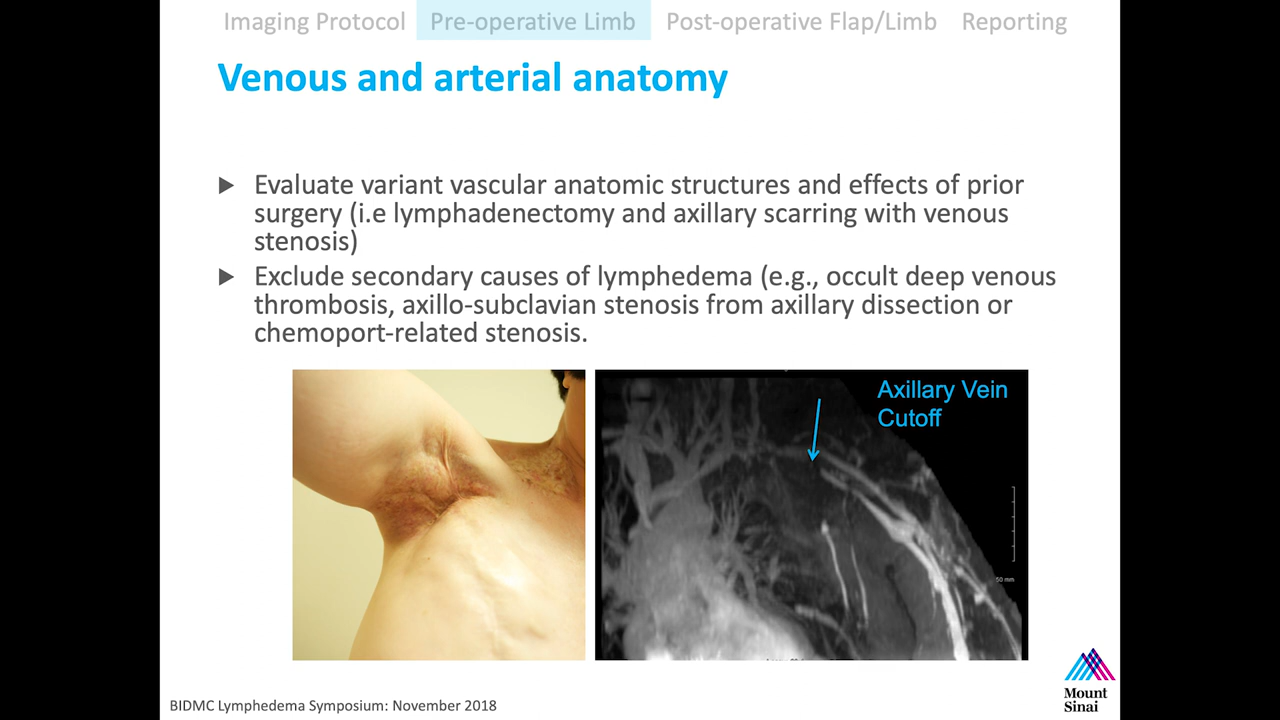 Imaging Protocol Pre-operative Limb Post-operative Flap/Limb Reporting
Venous and arterial anatomy
Evaluate variant vascular anatomic structures and effects of prior
surgery (i.e lymphadenectomy and axillary scarring with venous
stenosis)
Exclude secondary causes of lymphedema (e.g., occult deep venous
thrombosis, axillo-subclavian stenosis from axillary dissection or
chemoport-related stenosis.
Axillary Vein
Cutoff
50 mm
Mount
Sinai
BIDMC Lymphedema Symposium: November 2018